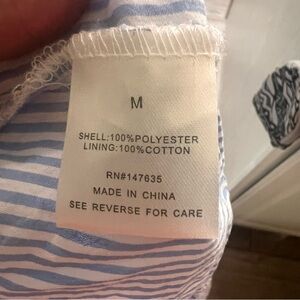 M
SHELL:100%POLYESTER
LINING:100%COTTON
RN#147635
MADE IN CHINA
SEE REVERSE FOR CARE